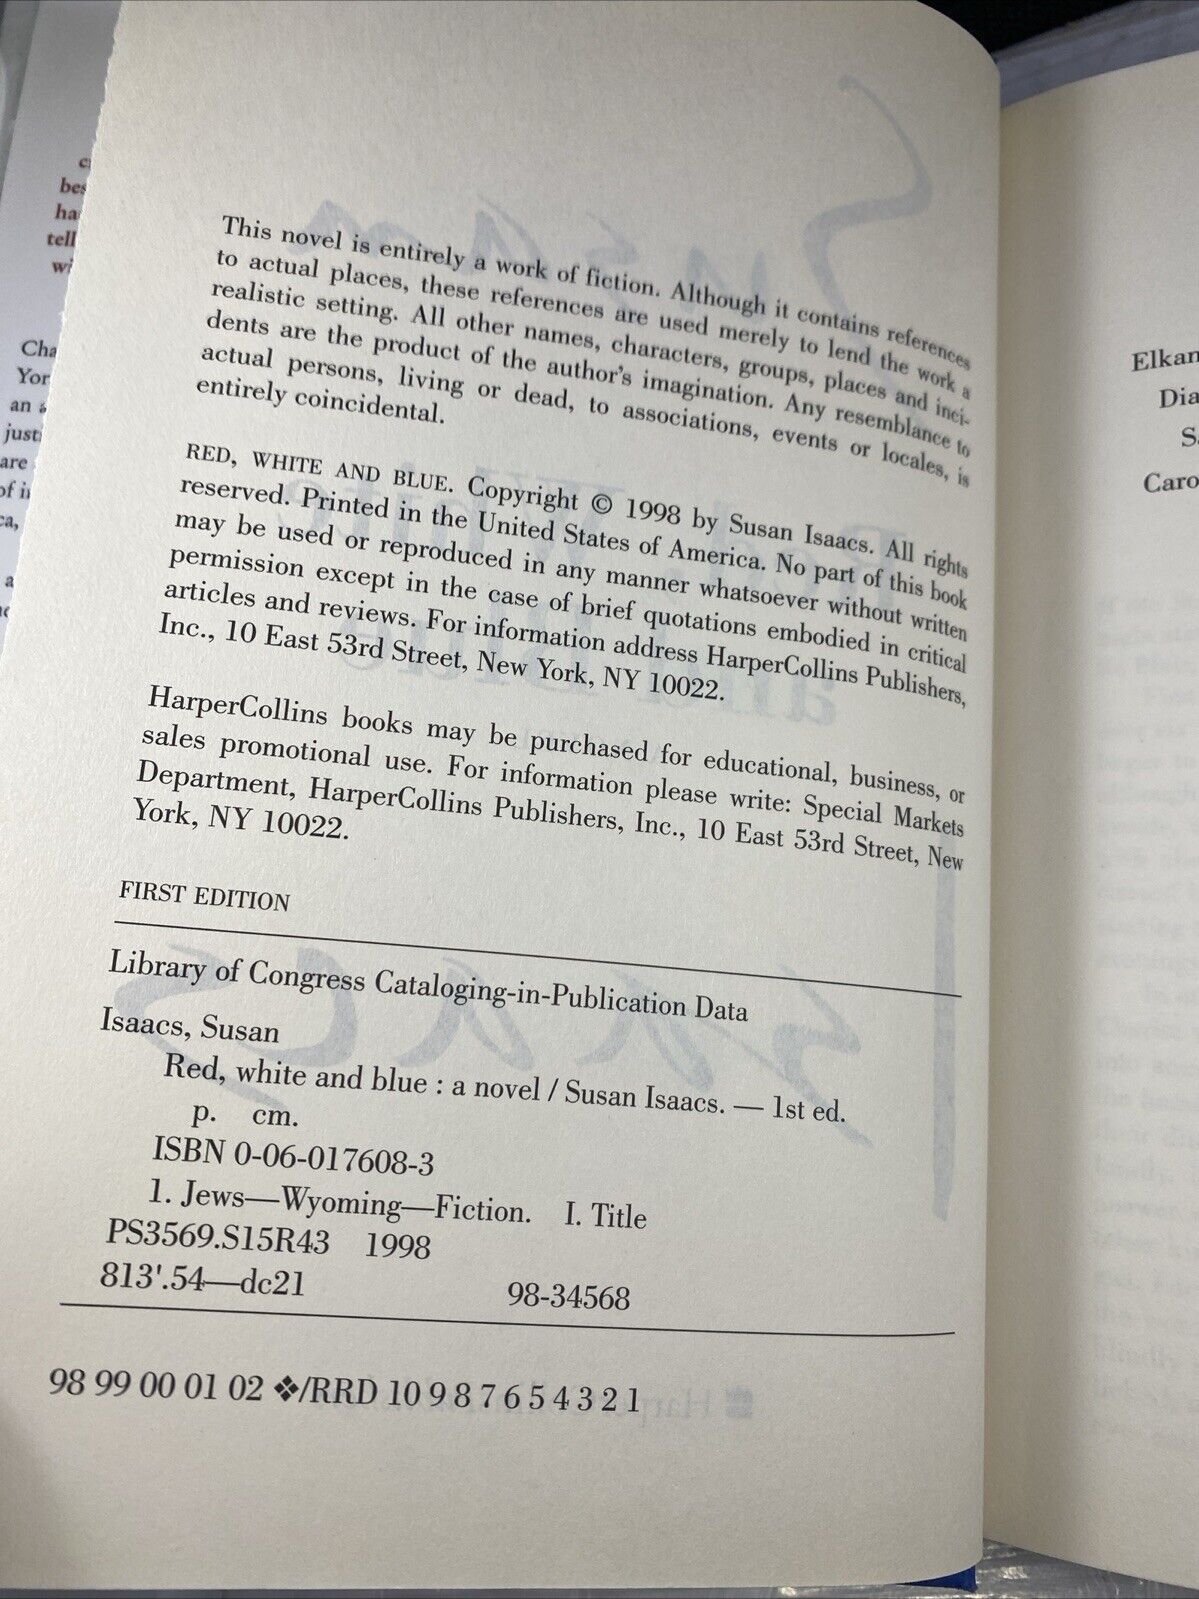 This novel is entirely a work of fiction. Although it contains references
to actual places, these references are used merely to lend the work a
realistic setting. All other names, characters, groups, places and inci-
dents are the product of the author's imagination. Any resemblance to
actual persons, living or dead, to associations, events or locales, is
entirely coincidental.
RED, WHITE AND BLUE. Copyright © 1998 by Susan Isaacs. All rights
reserved. Printed in the United States of America. No part of this book
may be used or reproduced in any manner whatsoever without written
permission except in the case of brief quotations embodied in critical
articles and reviews. For information address HarperCollins Publishers,
Inc., 10 East 53rd Street, New York, NY 10022.
HarperCollins books may be purchased for educational, business, or
sales promotional use. For information please write: Special Markets
Department, HarperCollins Publishers, Inc., 10 East 53rd Street, New
York, NY 10022.
FIRST EDITION
Library of Congress Cataloging-in-Publication Data
Isaacs, Susan
Red, white and blue : a novel / Susan Isaacs. — 1st ed.
p. cm.
ISBN 0-06-017608-3
1. Jews—Wyoming—Fiction. I. Title
PS3569.S15R43 1998
813'.54—dc21 98-34568
98 99 00 01 02 ❖/RRD 10 9 8 7 6 5 4 3 2 1
Elkan
Dia
Caro